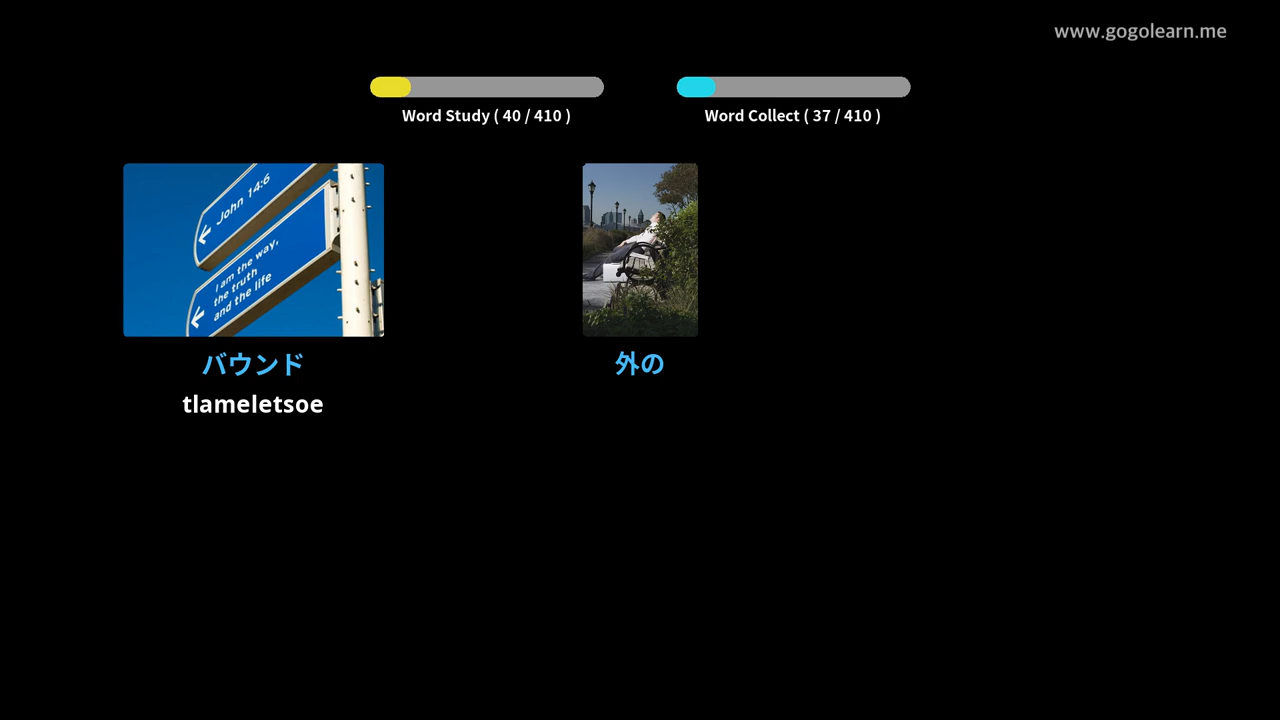 www.gogolearn.me
Word Study ( 40 / 410 )
Word Collect ( 37 / 410 )
John 14:6
I am the way,
the truth
and the life
バウンド
外の
tlameletsoe